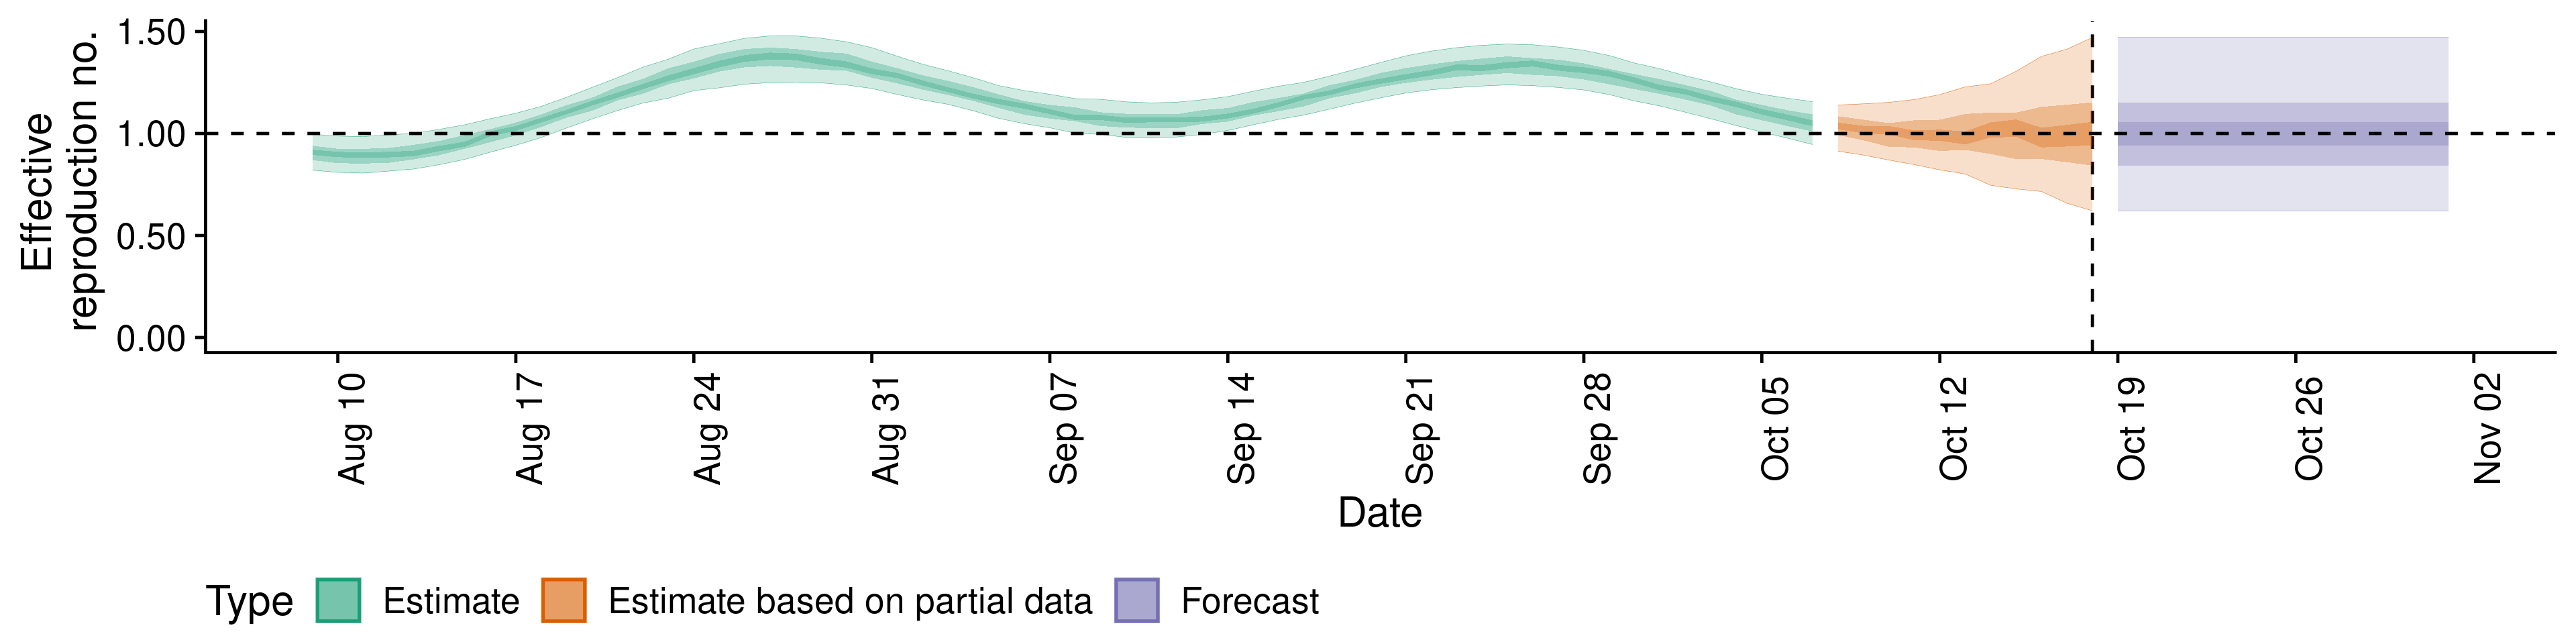 Effective
reproduction no.
1.50
1.00
0.50
0.00
Aug 10
Aug 17
Aug 24
Aug 31
Sep 07
Sep 14
Sep 21
Sep 28
Oct 05
Oct 12
Oct 19
Oct 26
Nov 02
Date
Type Estimate Estimate based on partial data Forecast